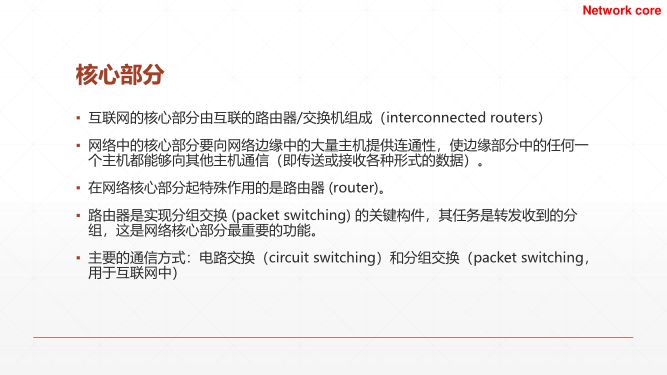 Network core
核心部分
▪ 互联网的核心部分由互联的路由器/交换机组成（interconnected routers）
▪ 网络中的核心部分要向网络边缘中的大量主机提供连通性，使边缘部分中的任何一
个主机都能够向其他主机通信（即传送或接收各种形式的数据）。
▪ 在网络核心部分起特殊作用的是路由器 (router)。
▪ 路由器是实现分组交换 (packet switching) 的关键构件，其任务是转发收到的分
组，这是网络核心部分最重要的功能。
▪ 主要的通信方式：电路交换（circuit switching）和分组交换（packet switching，
用于互联网中）